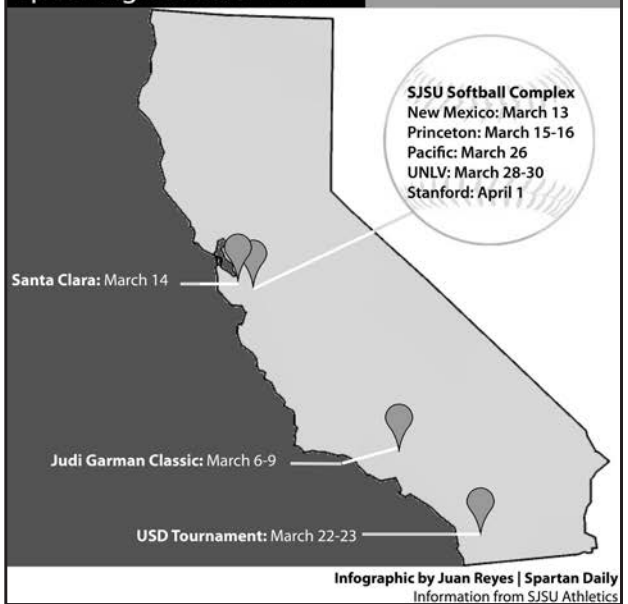 SJSU Softball Complex
New Mexico: March 13
Princeton: March 15-16
Pacific: March 26
UNLV: March 28-30
Stanford: April 1
Santa Clara: March 14
Judi Garman Classic: March 6-9
USD Tournament: March 22-23
Infographic by Juan Reyes | Spartan Daily
Information from SJSU Athletics